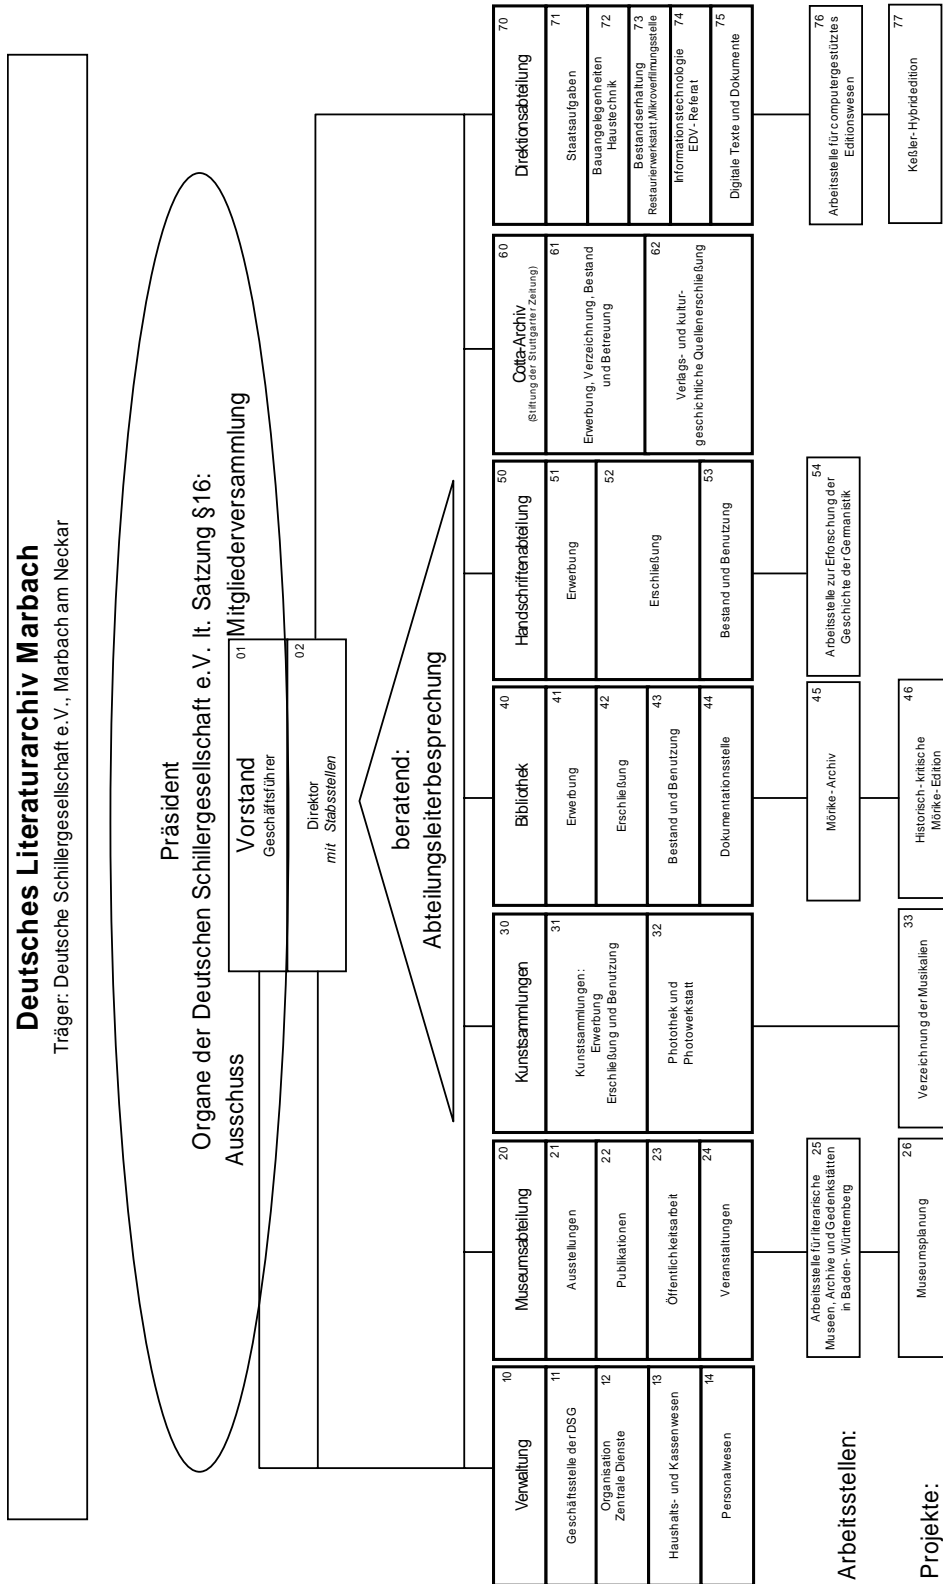 Deutsches Literaturarchiv Marbach
Träger: Deutsche Schillergesellschaft e.V., Marbach am Neckar
Präsident
Organe der Deutschen Schillergesellschaft e.V. lt. Satzung §16:
Ausschuss
Vorstand
Geschäftsführer
01
Mitgliederversammlung
Direktor
mit Stabsstellen
02
beratend:
Abteilungsleiterbesprechung
Verwaltung
10
Geschäftsstelle der DSG
11
Organisation
Zentrale Dienste
12
Haushalts- und Kassenwesen
13
Personalwesen
14
Museumsabteilung
20
Ausstellungen
21
Publikationen
22
Öffentlichkeitsarbeit
23
Veranstaltungen
24
Kunstsammlungen
30
Kunstsammlungen:
Erwerbung
Erschließung und Benutzung
31
Photothek und
Photowerkstatt
32
Bibliothek
40
Erwerbung
41
Erschließung
42
Bestand und Benutzung
43
Dokumentationsstelle
44
Handschriftenabteilung
50
Erwerbung
51
Erschließung
52
Bestand und Benutzung
53
Cotta-Archiv
(Stiftung der Stuttgarter Zeitung)
60
Erwerbung, Verzeichnung, Bestand
und Betreuung
61
Verlags- und kultur-
geschichtliche Quellenerschließung
62
Direktionsabteilung
70
Staatsaufgaben
71
Bauangelegenheiten
Haustechnik
72
Bestandserhaltung
Restaurierwerkstatt,Mikroverfilmungsstelle
73
Informationstechnologie
EDV-Referat
74
Digitale Texte und Dokumente
75
Arbeitsstellen:
Arbeitsstelle für literarische
Museen, Archive und Gedenkstätten
in Baden-Württemberg
25
Mörike-Archiv
45
Arbeitsstelle zur Erforschung der
Geschichte der Germanistik
54
Arbeitsstelle für computergestütztes
Editionswesen
76
Projekte:
Museumsplanung
26
Verzeichnung der Musikalien
33
Historisch-kritische
Mörike-Edition
46
Keßler-Hybridedition
77